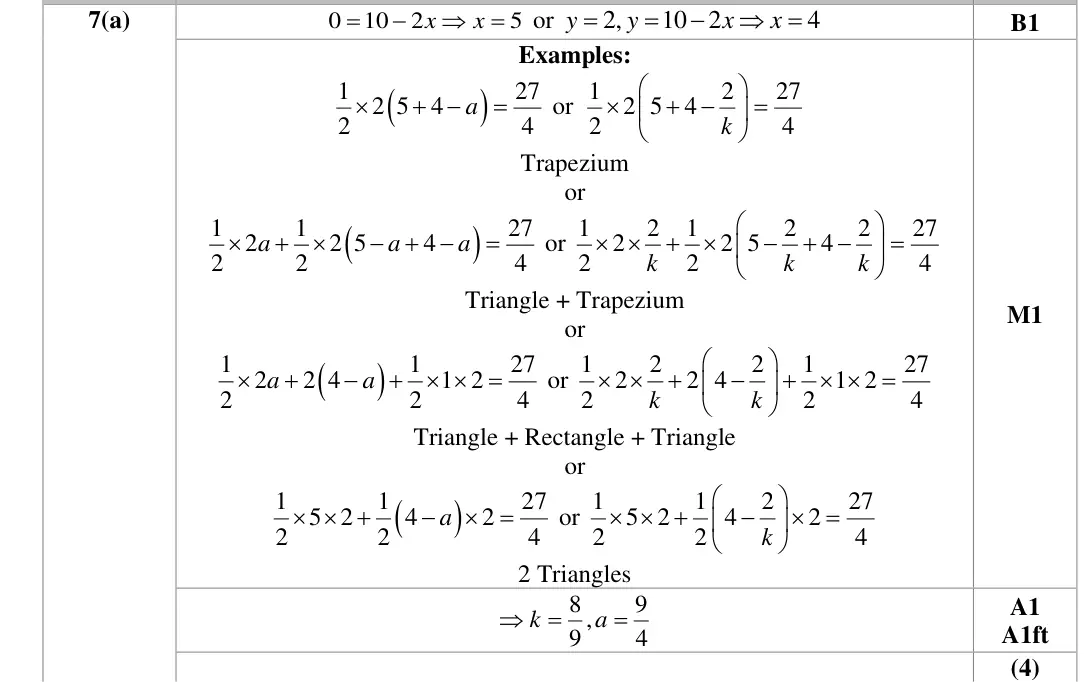 7(a) 0 = 10 − 2x ⇒ x = 5 or y = 2, y = 10 − 2x ⇒ x = 4 B1
Examples:
1/2 × 2(5 + 4 − a) = 27/4 or 1/2 × 2(5 + 4 − 2/k) = 27/4
Trapezium
or
1/2 × 2a + 1/2 × 2(5 − a + 4 − a) = 27/4 or 1/2 × 2 × 2/k + 1/2 × 2(5 − 2/k + 4 − 2/k) = 27/4
Triangle + Trapezium
or
M1
1/2 × 2a + 2(4 − a) + 1/2 × 1 × 2 = 27/4 or 1/2 × 2 × 2/k + 2(4 − 2/k) + 1/2 × 1 × 2 = 27/4
Triangle + Rectangle + Triangle
or
1/2 × 5 × 2 + 1/2(4 − a) × 2 = 27/4 or 1/2 × 5 × 2 + 1/2(4 − 2/k) × 2 = 27/4
2 Triangles
⇒ k = 8/9, a = 9/4 A1
A1ft
(4)